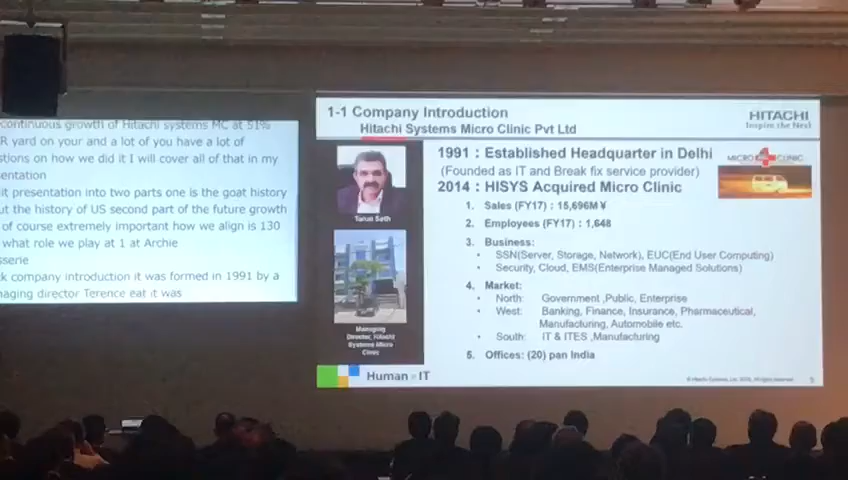 continuous growth of Hitachi systems MC at 51%
R yard on your and a lot of you have a lot of
stions on how we did it I will cover all of that in my
entation
it presentation into two parts one is the goat history
ut the history of US second part of the future growth
of course extremely important how we align is 130
what role we play at 1 at Archie
sserie
k company introduction it was formed in 1991 by a
naging director Terence eat it was
1-1 Company Introduction
Hitachi Systems Micro Clinic Pvt Ltd
HITACHI
Inspire the Next
Tarun Seth
Managing
Director, Hitachi
Systems Micro
Clinic
1991 : Established Headquarter in Delhi
(Founded as IT and Break fix service provider)
2014 : HISYS Acquired Micro Clinic
MICRO CLINIC
1. Sales (FY17) : 15,696M¥
2. Employees (FY17) : 1,648
3. Business:
• SSN(Server, Storage, Network), EUC(End User Computing)
• Security, Cloud, EMS(Enterprise Managed Solutions)
4. Market:
• North: Government ,Public, Enterprise
• West: Banking, Finance, Insurance, Pharmaceutical,
Manufacturing, Automobile etc.
• South: IT & ITES ,Manufacturing
5. Offices: (20) pan India
Human × IT